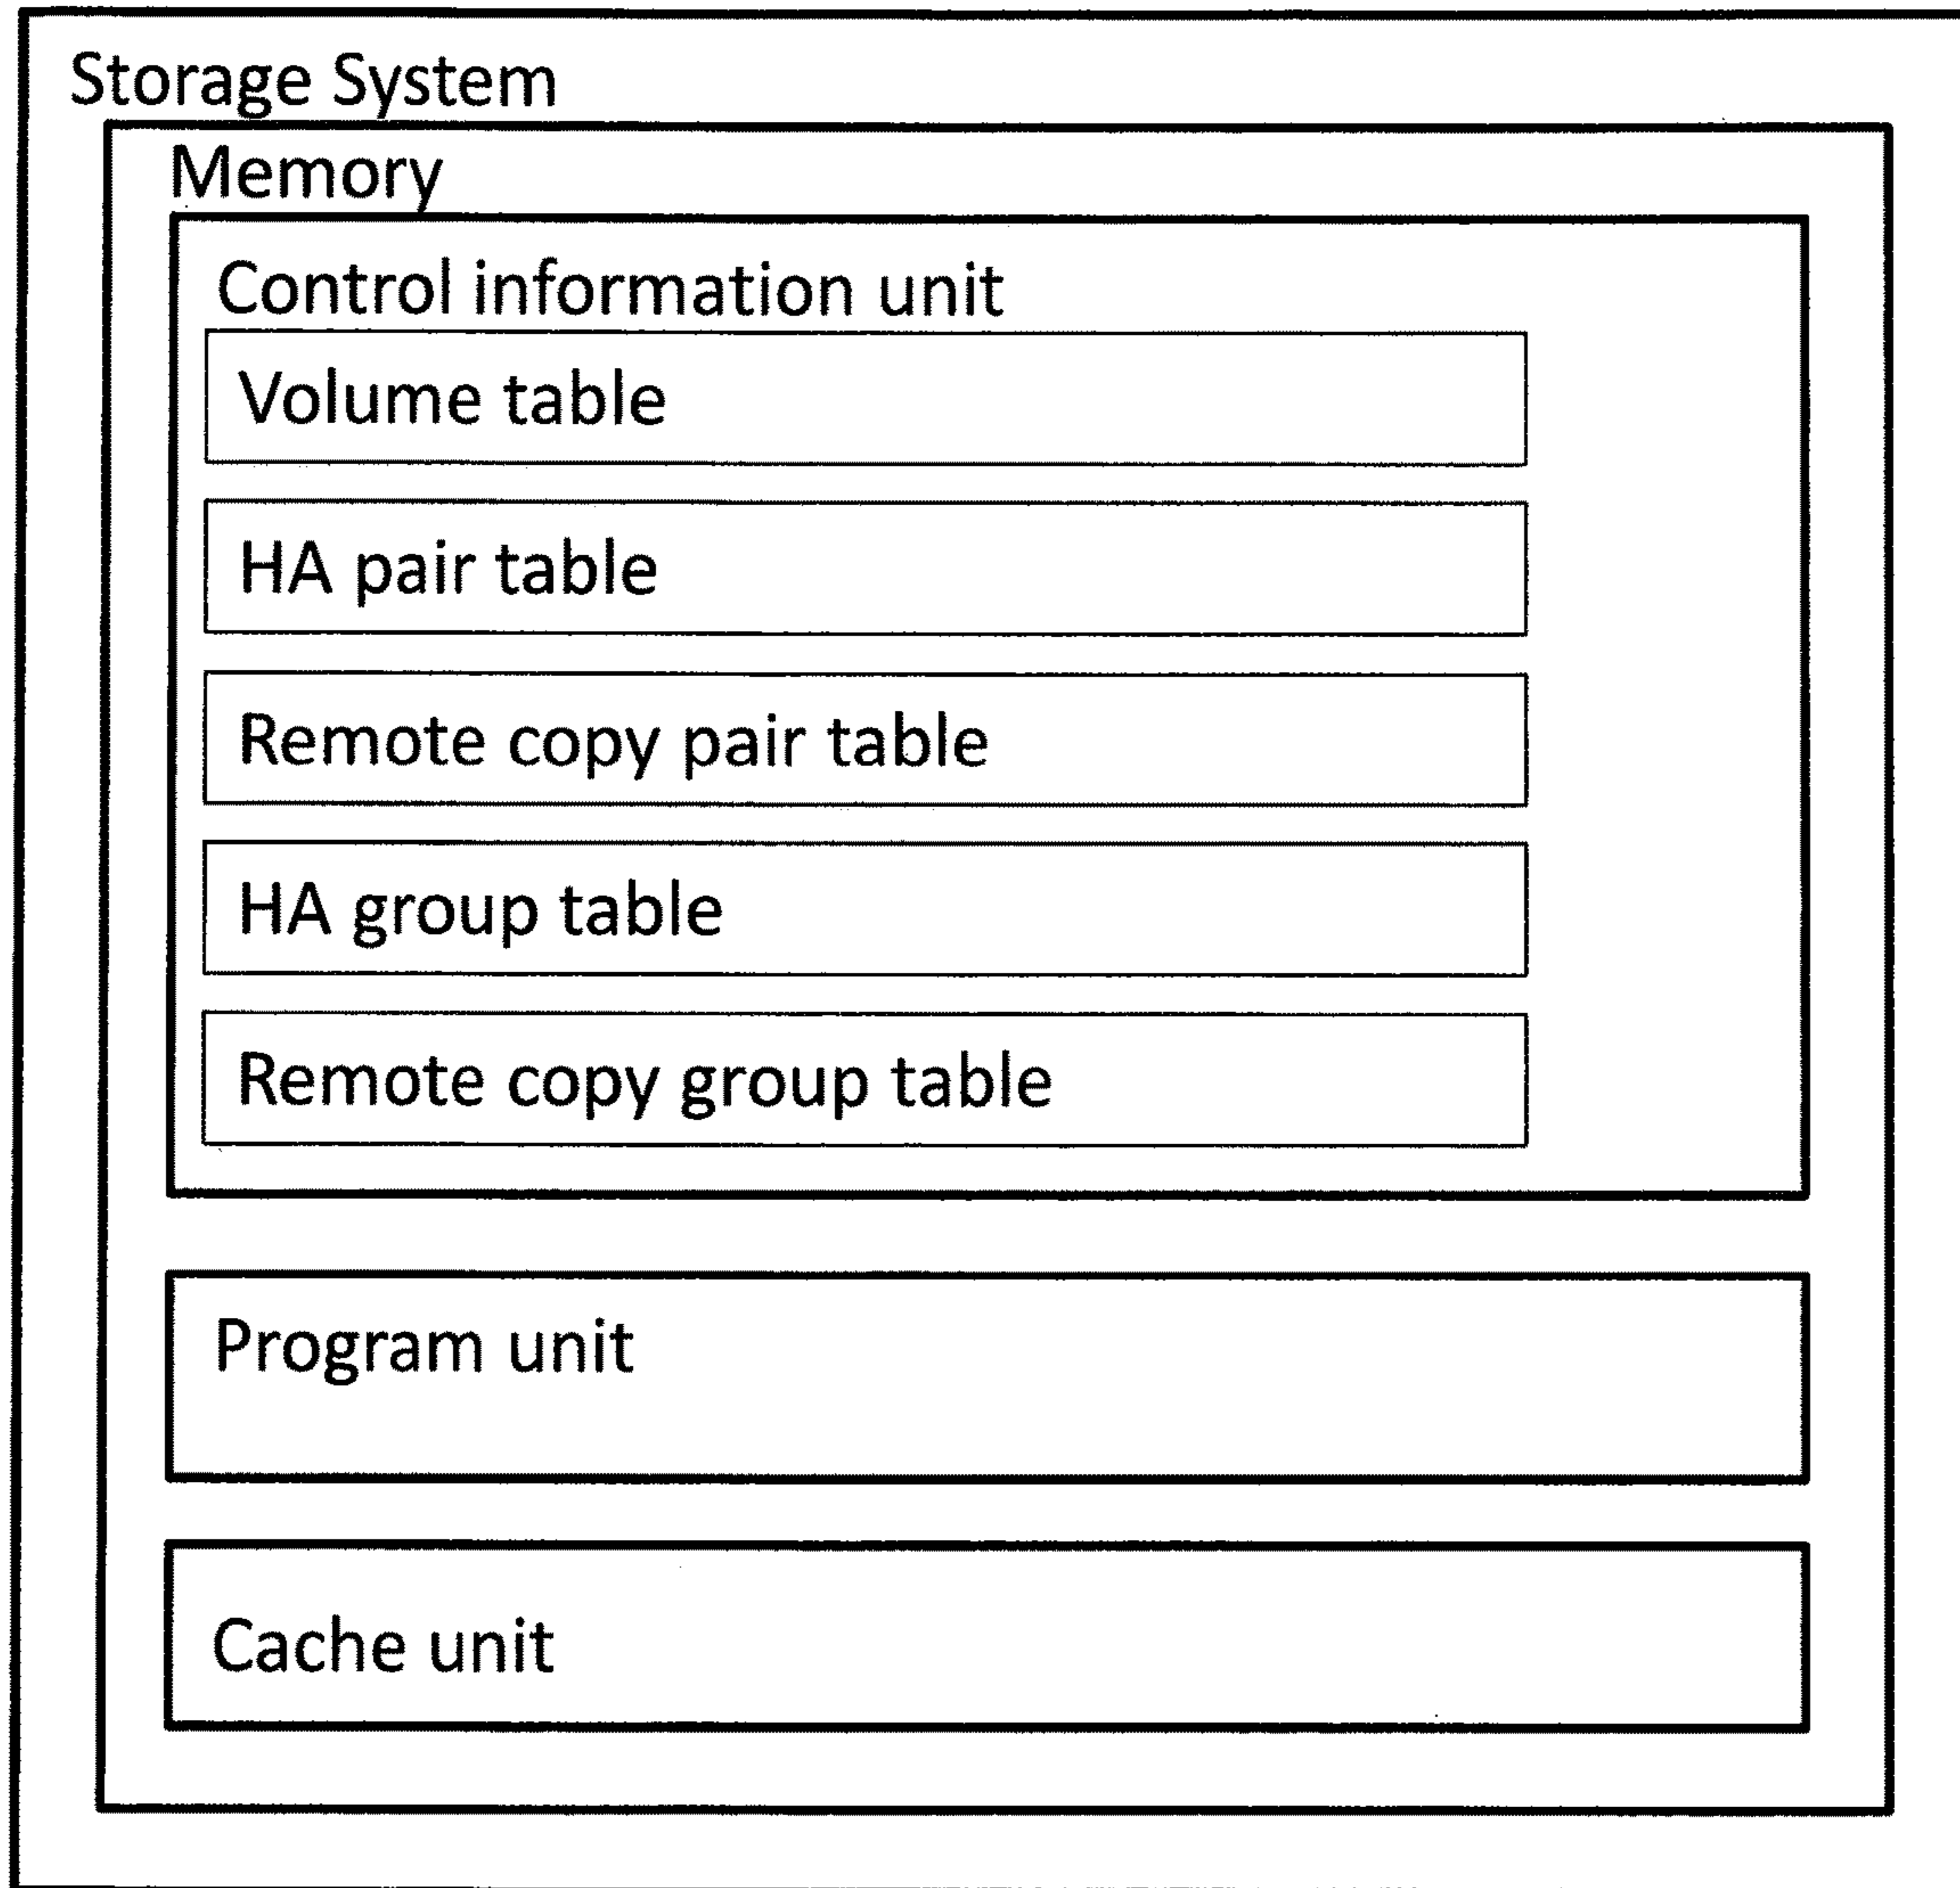 Storage System
Memory
Control information unit
Volume table
HA pair table
Remote copy pair table
HA group table
Remote copy group table
Program unit
Cache unit